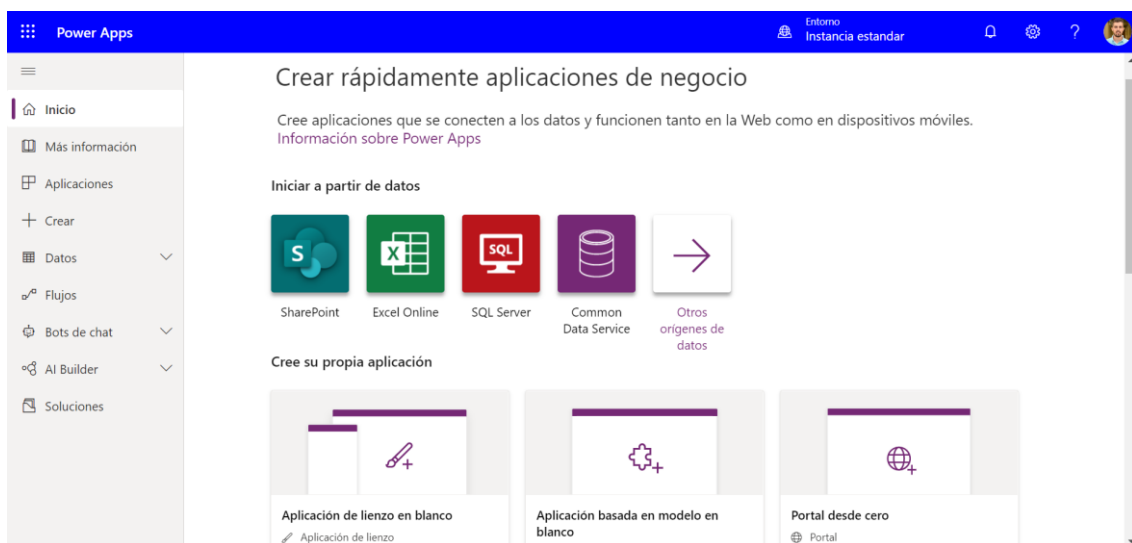 Power Apps
Entorno
Instancia estandar
?
Inicio
Más información
Aplicaciones
Crear
Datos
Flujos
Bots de chat
AI Builder
Soluciones
Crear rápidamente aplicaciones de negocio
Cree aplicaciones que se conecten a los datos y funcionen tanto en la Web como en dispositivos móviles.
Información sobre Power Apps
Iniciar a partir de datos
S
X
SQL
SharePoint
Excel Online
SQL Server
Common
Data Service
Otros
orígenes de
datos
Cree su propia aplicación
Aplicación de lienzo en blanco
Aplicación de lienzo
Aplicación basada en modelo en
blanco
Portal desde cero
Portal